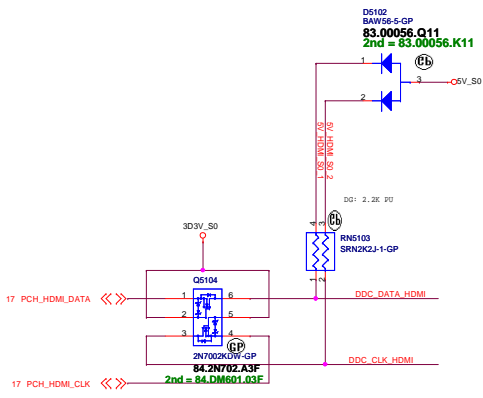 D5102
BAW56-5-GP
83.00056.Q11
2nd = 83.00056.K11
1
2
3
5V_S0
5V_HDMI_S0_1
5V_HDMI_S0_2
DG: 2.2K PU
4
3
RN5103
SRN2K2J-1-GP
1
2
3D3V_S0
Q5104
17 PCH_HDMI_DATA
1
6
DDC_DATA_HDMI
2
5
3
4
GP
2N7002KDW-GP
DDC_CLK_HDMI
84.2N702.A3F
2nd = 84.DM601.03F
17 PCH_HDMI_CLK